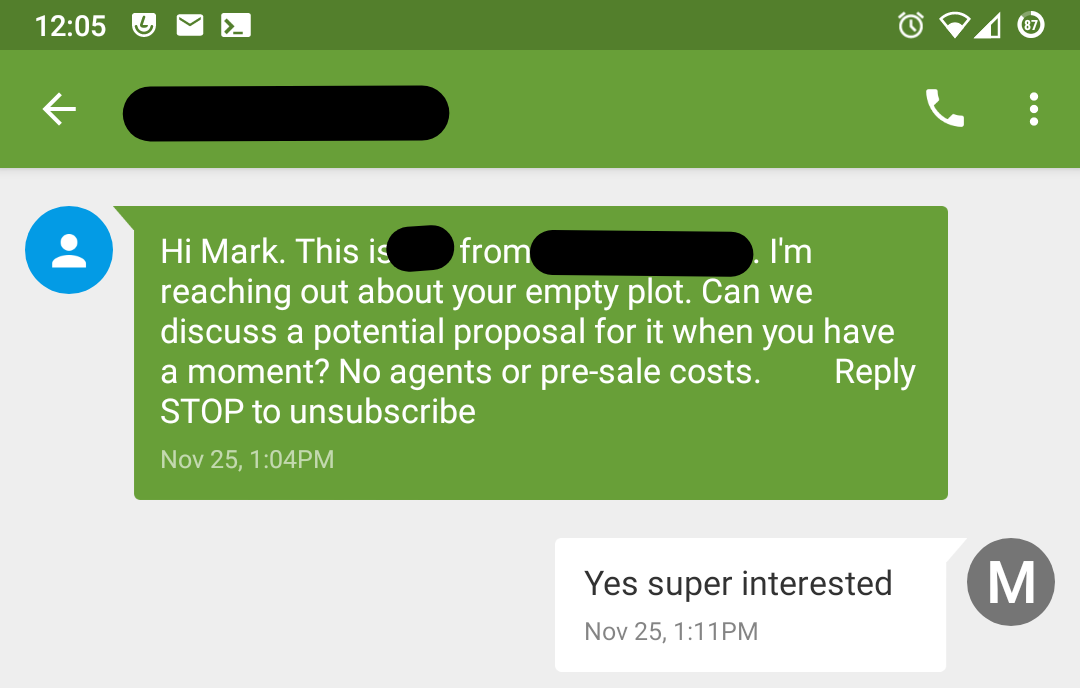 12:05
87
Hi Mark. This is from . I'm
reaching out about your empty plot. Can we
discuss a potential proposal for it when you have
a moment? No agents or pre-sale costs. Reply
STOP to unsubscribe
Nov 25, 1:04PM
Yes super interested
M
Nov 25, 1:11PM